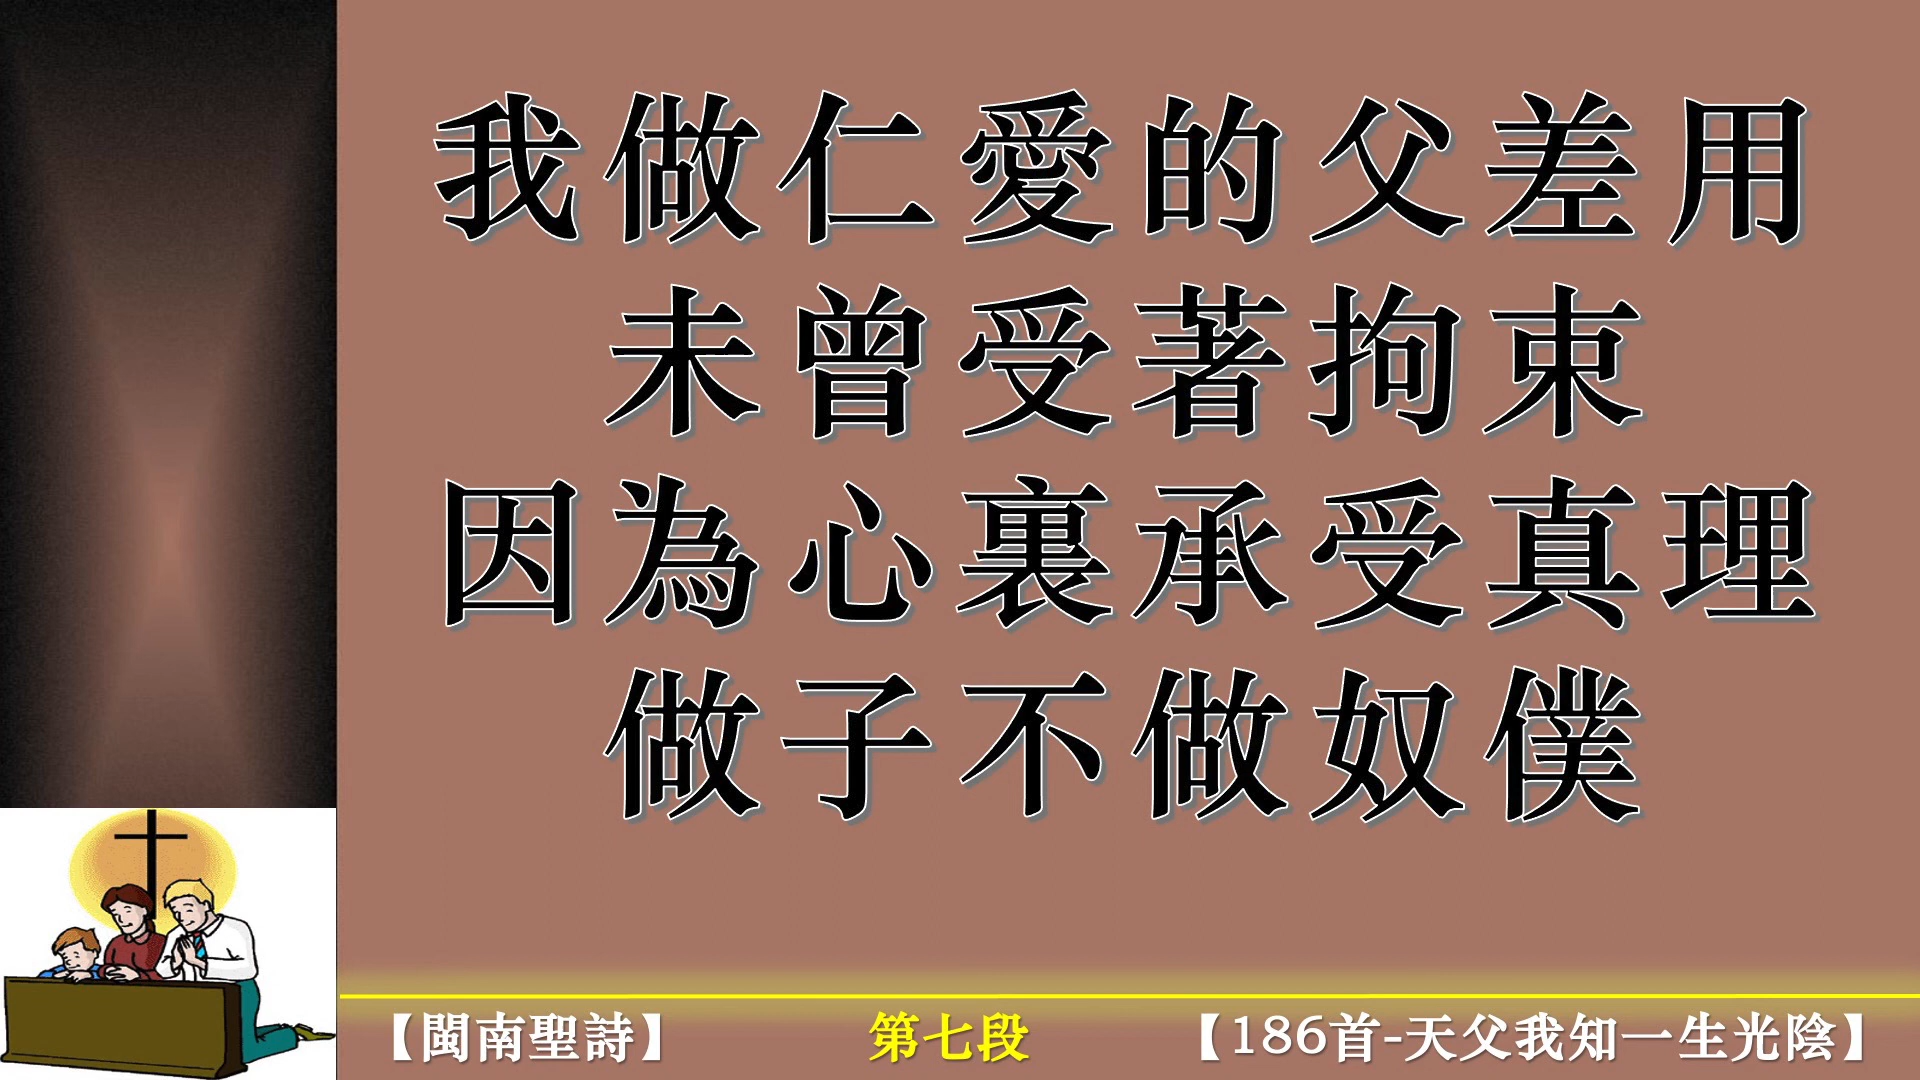 我做仁愛的父差用
未曾受著拘束
因為心裏承受真理
做子不做奴僕
【閩南聖詩】 第七段 【186首-天父我知一生光陰】